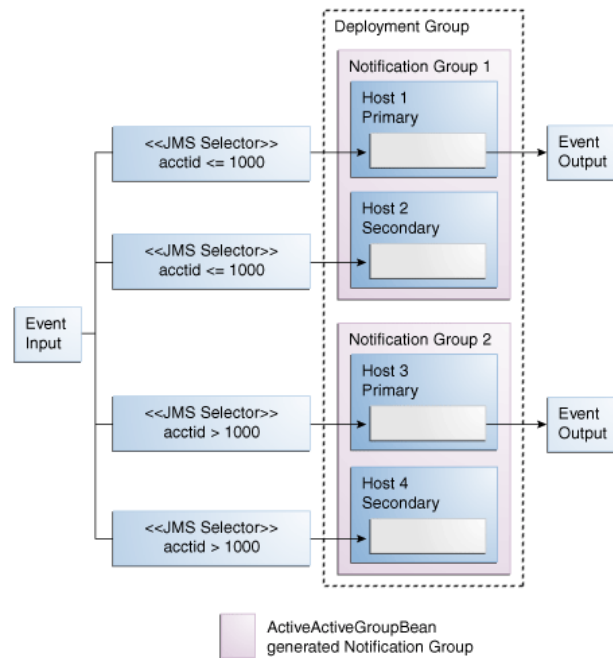 Deployment Group
Notification Group 1
Host 1
Primary
<<JMS Selector>>
acctid <= 1000
Event
Output
Host 2
Secondary
<<JMS Selector>>
acctid <= 1000
Event
Input
Notification Group 2
Host 3
Primary
<<JMS Selector>>
acctid > 1000
Event
Output
Host 4
Secondary
<<JMS Selector>>
acctid > 1000
ActiveActiveGroupBean
generated Notification Group